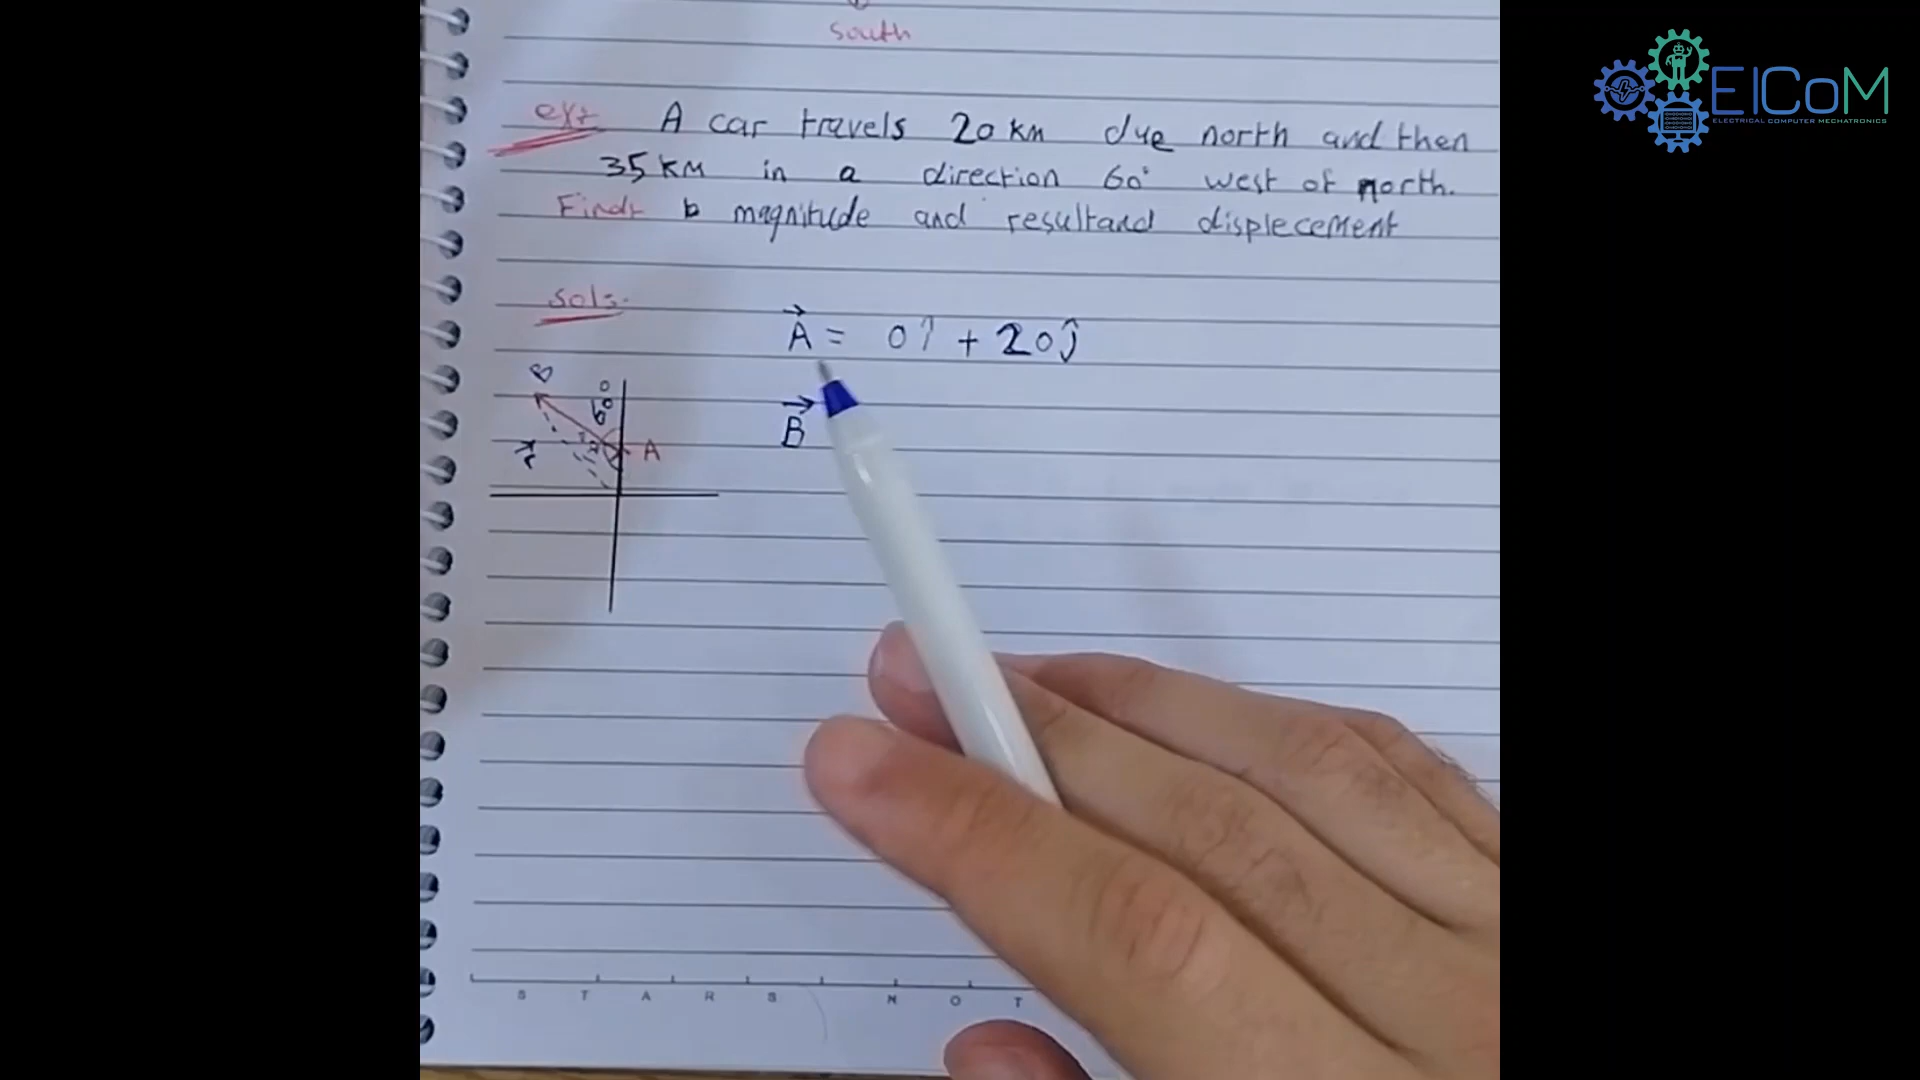 south
ex: A car travels 20 km due north and then
35 KM in a direction 60° west of north.
Find: magnitude and resultand displecement
sol:
A = 0î + 20ĵ
B
B 60°
r A
S T A R S N O T
EICoM
ELECTRICAL COMPUTER MECHATRONICS